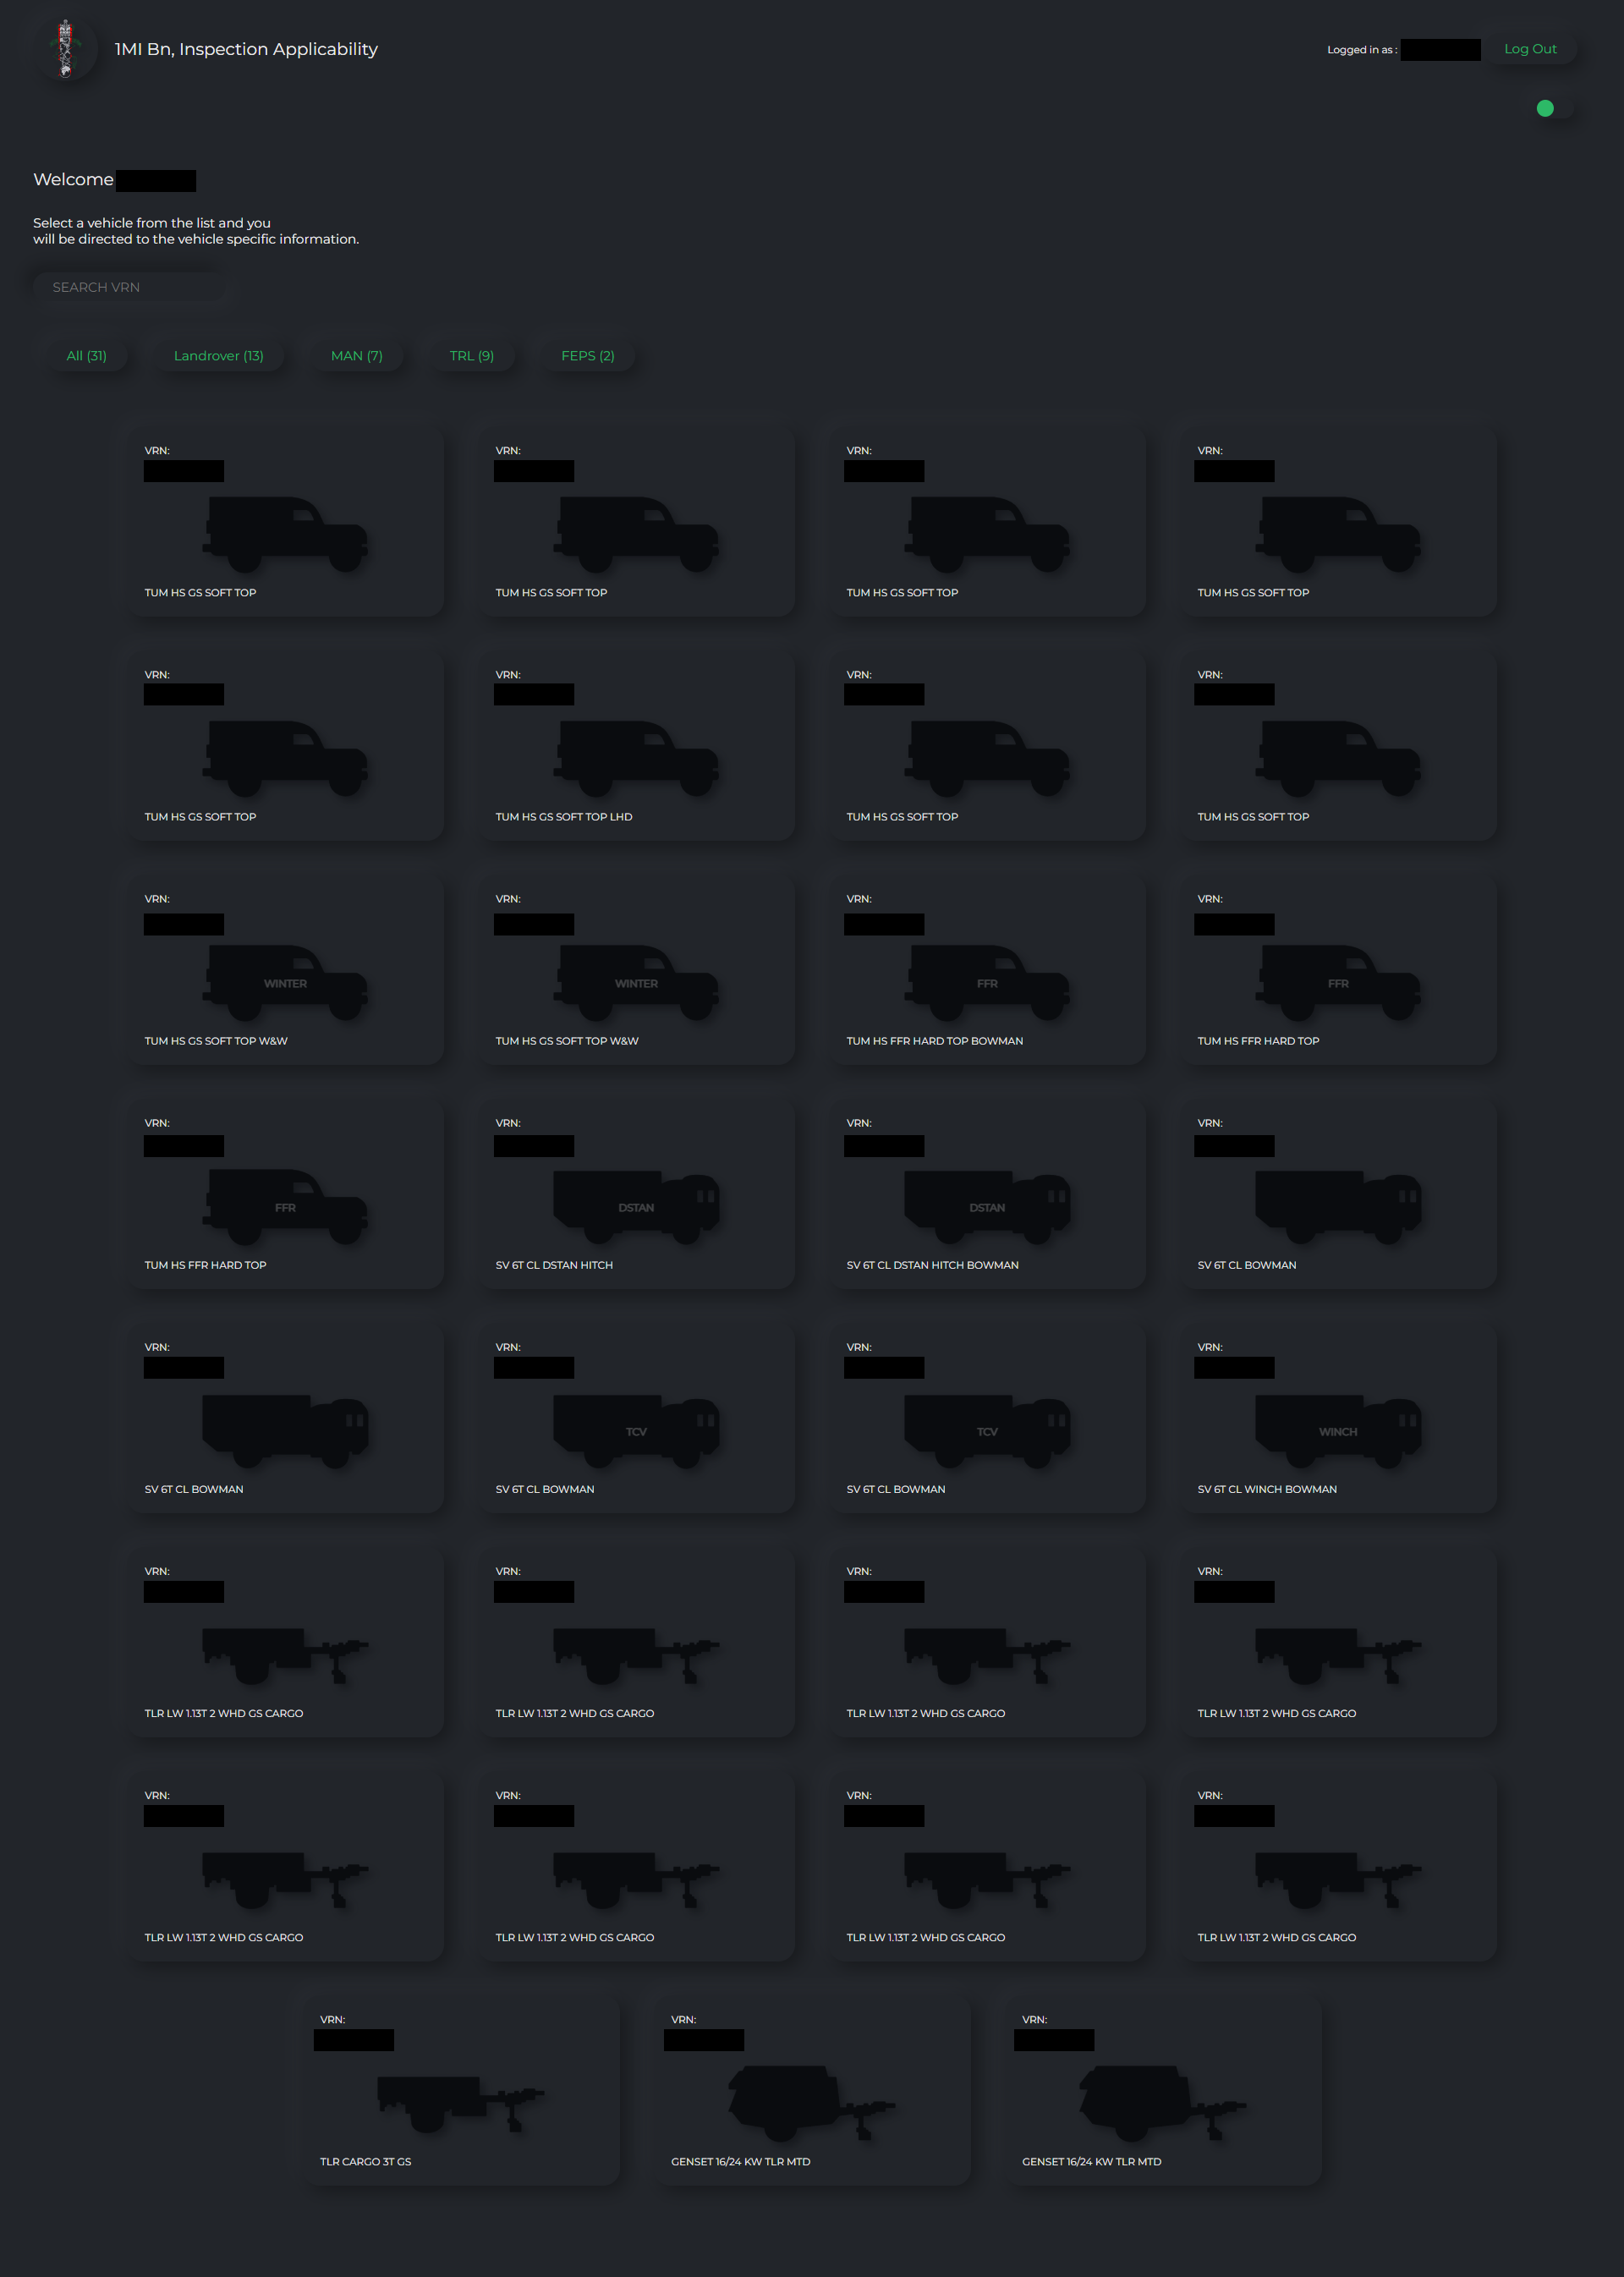 1MI Bn, Inspection Applicability
Logged in as :
Log Out
Welcome
Select a vehicle from the list and you
will be directed to the vehicle specific information.
SEARCH VRN
All (31)
Landrover (13)
MAN (7)
TRL (9)
FEPS (2)
VRN:
TUM HS GS SOFT TOP
VRN:
TUM HS GS SOFT TOP
VRN:
TUM HS GS SOFT TOP
VRN:
TUM HS GS SOFT TOP
VRN:
TUM HS GS SOFT TOP
VRN:
TUM HS GS SOFT TOP LHD
VRN:
TUM HS GS SOFT TOP
VRN:
TUM HS GS SOFT TOP
VRN:
WINTER
TUM HS GS SOFT TOP W&W
VRN:
WINTER
TUM HS GS SOFT TOP W&W
VRN:
FFR
TUM HS FFR HARD TOP BOWMAN
VRN:
FFR
TUM HS FFR HARD TOP
VRN:
FFR
TUM HS FFR HARD TOP
VRN:
DSTAN
SV 6T CL DSTAN HITCH
VRN:
DSTAN
SV 6T CL DSTAN HITCH BOWMAN
VRN:
SV 6T CL BOWMAN
VRN:
SV 6T CL BOWMAN
VRN:
TCV
SV 6T CL BOWMAN
VRN:
TCV
SV 6T CL BOWMAN
VRN:
WINCH
SV 6T CL WINCH BOWMAN
VRN:
TLR LW 1.13T 2 WHD GS CARGO
VRN:
TLR LW 1.13T 2 WHD GS CARGO
VRN:
TLR LW 1.13T 2 WHD GS CARGO
VRN:
TLR LW 1.13T 2 WHD GS CARGO
VRN:
TLR LW 1.13T 2 WHD GS CARGO
VRN:
TLR LW 1.13T 2 WHD GS CARGO
VRN:
TLR LW 1.13T 2 WHD GS CARGO
VRN:
TLR LW 1.13T 2 WHD GS CARGO
VRN:
TLR CARGO 3T GS
VRN:
GENSET 16/24 KW TLR MTD
VRN:
GENSET 16/24 KW TLR MTD